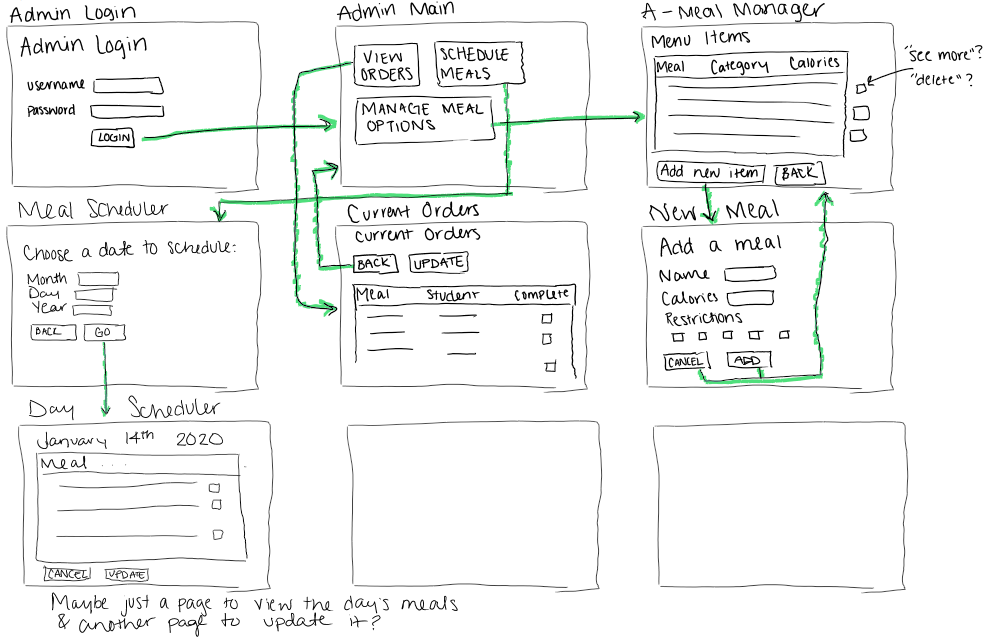 Admin Login
Admin Login
username
password
LOGIN
Admin Main
VIEW
ORDERS
SCHEDULE
MEALS
MANAGE MEAL
OPTIONS
A-Meal Manager
Menu Items
Meal Category Calories
"see more"?
"delete"?
Add new item
BACK
Meal Scheduler
Choose a date to schedule:
Month
Day
Year
BACK
GO
Current Orders
Current Orders
BACK
UPDATE
Meal Student Complete
New Meal
Add a meal
Name
Calories
Restrictions
CANCEL
ADD
Day Scheduler
January 14th 2020
Meal ....
CANCEL
UPDATE
Maybe just a page to view the day's meals
& another page to update it?